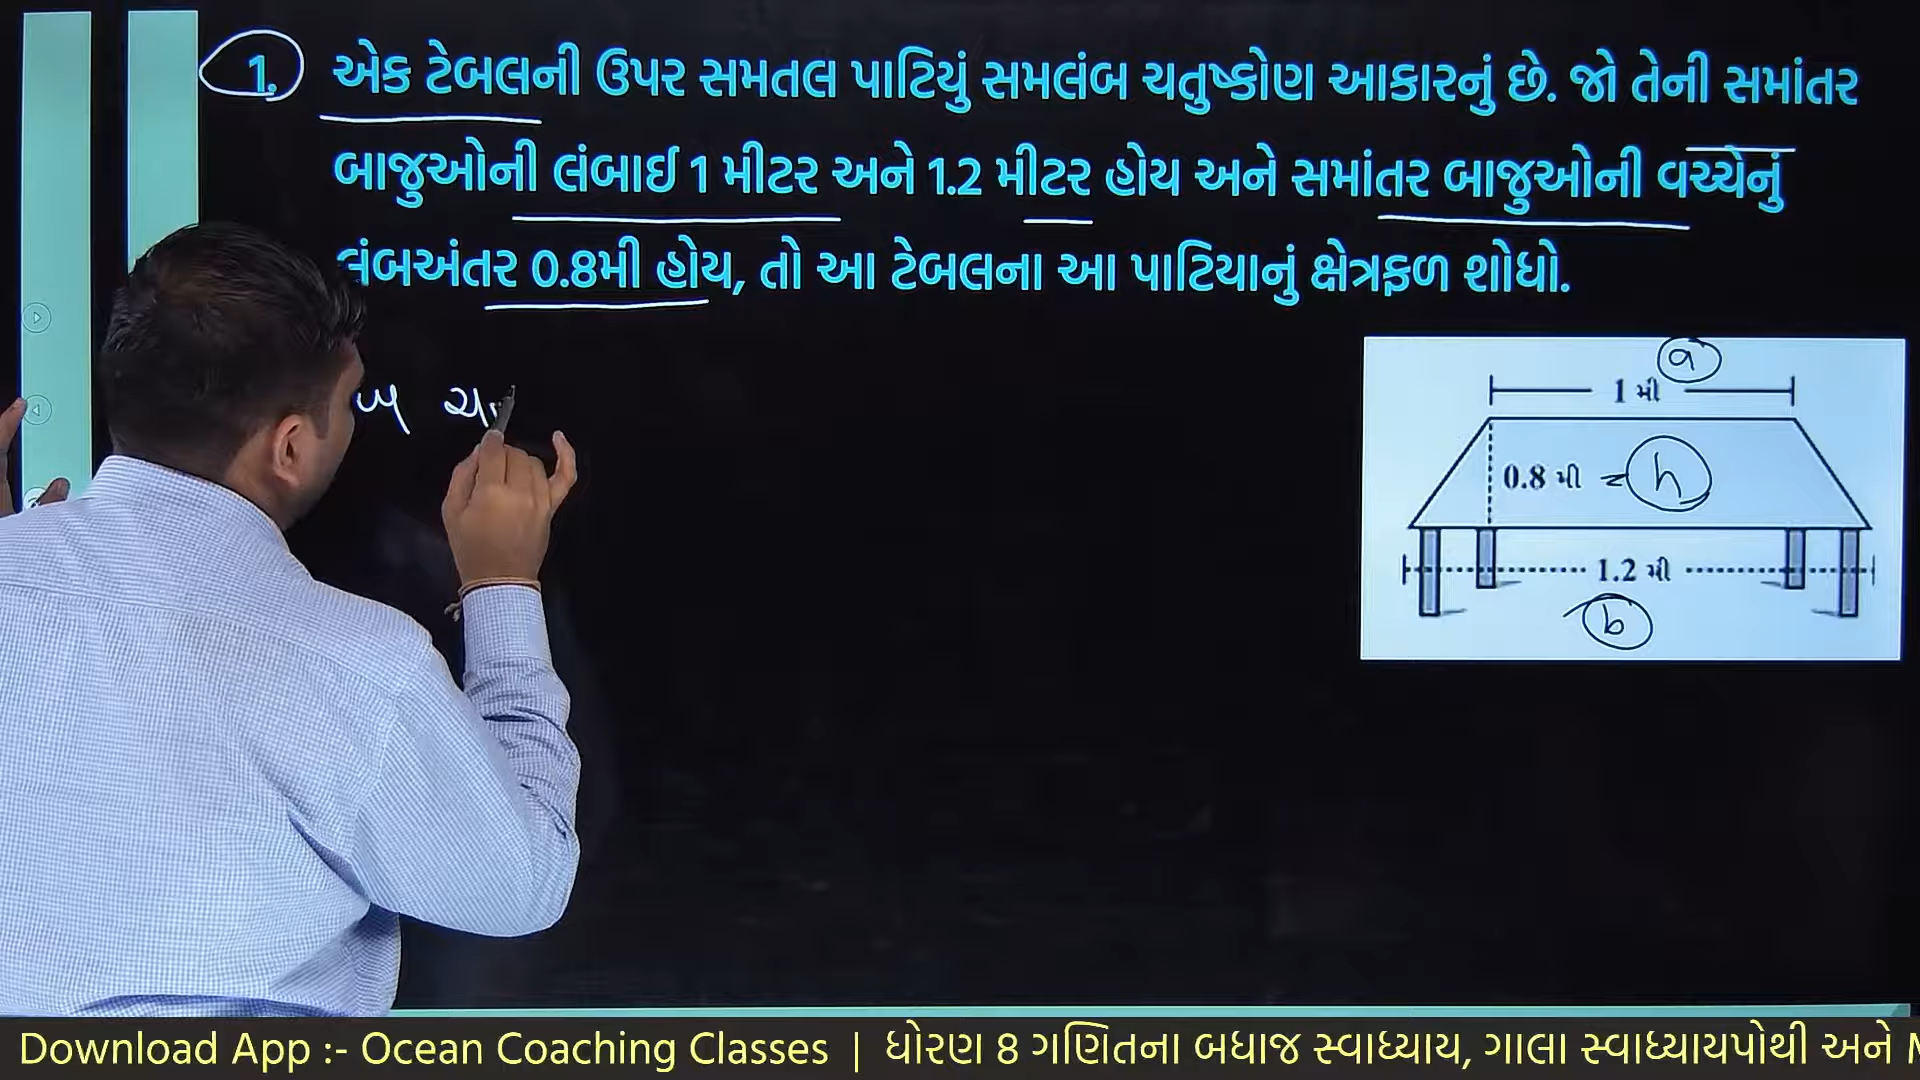 1. એક ટેબલની ઉપર સમતલ પાટિયું સમલંબ ચતુષ્કોણ આકારનું છે. જો તેની સમાંતર
બાજુઓની લંબાઈ 1 મીટર અને 1.2 મીટર હોય અને સમાંતર બાજુઓની વચ્ચેનું
લંબઅંતર 0.8મી હોય, તો આ ટેબલના આ પાટિયાનું ક્ષેત્રફળ શોધો.
a
1 મી
0.8 મી = h
1.2 મી
b
Download App :- Ocean Coaching Classes | ધોરણ 8 ગણિતના બધાજ સ્વાધ્યાય, ગાલા સ્વાધ્યાયપોથી અને